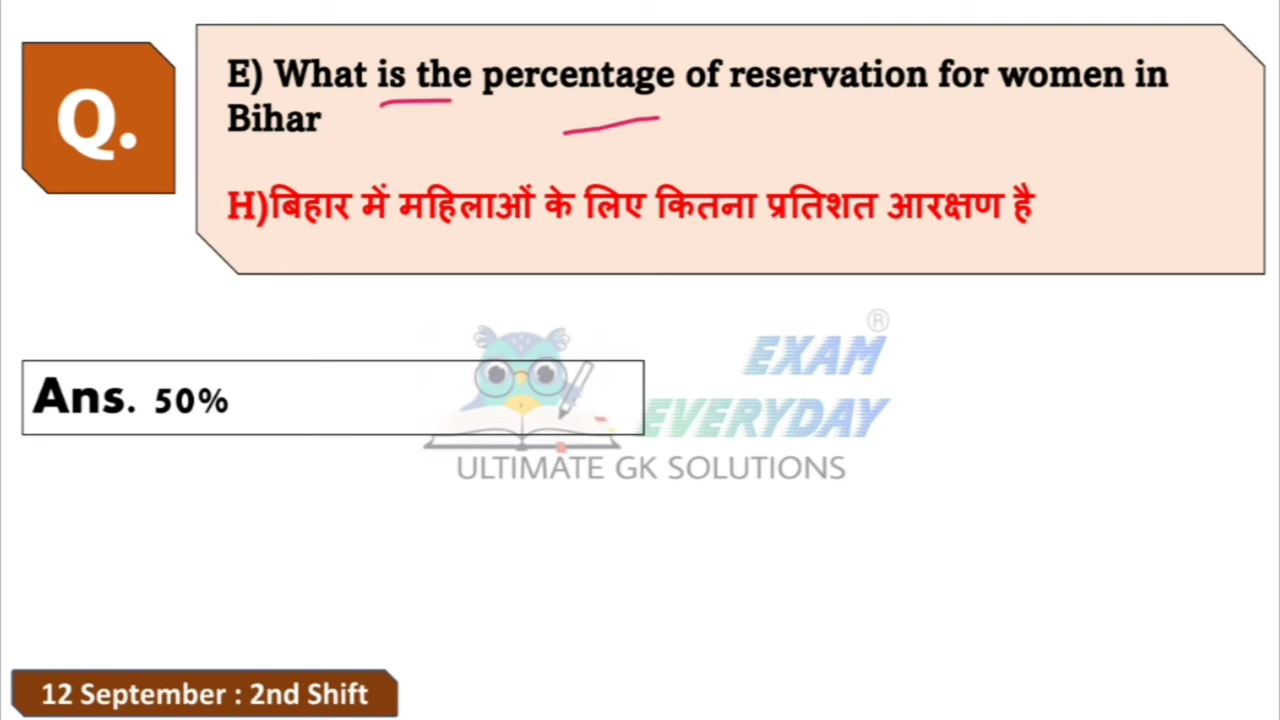 Q.
E) What is the percentage of reservation for women in
Bihar
H)बिहार में महिलाओं के लिए कितना प्रतिशत आरक्षण है
Ans. 50%
EXAM ®
EVERYDAY
ULTIMATE GK SOLUTIONS
12 September : 2nd Shift